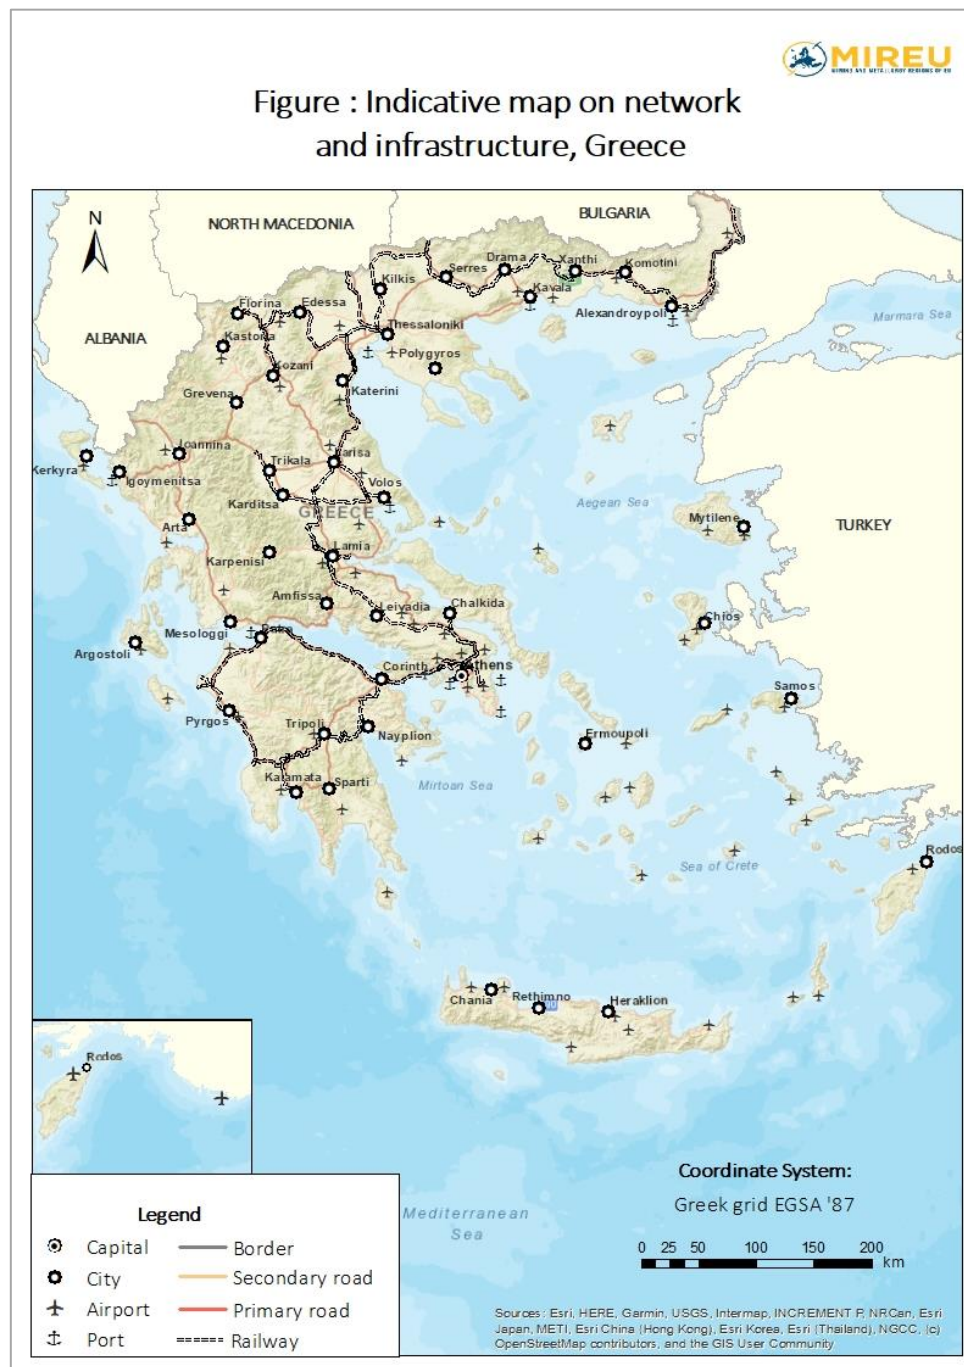 MIREU
MINING AND METALLURGY REGIONS OF EU
Figure : Indicative map on network
and infrastructure, Greece
N
NORTH MACEDONIA
BULGARIA
ALBANIA
Serres
Drama
Xanthi
Komotini
Kilkis
Kavala
Alexandroypoli
Florina
Edessa
Thessaloniki
Marmara Sea
Kastoria
Polygyros
Kozani
Katerini
Grevena
Ioannina
Larisa
Kerkyra
Igoymenitsa
Trikala
Volos
Karditsa
GREECE
Aegean Sea
Mytilene
TURKEY
Arta
Lamia
Karpenisi
Amfissa
Leivadia
Chalkida
Chios
Mesologgi
Patra
Argostoli
Corinth
Athens
Samos
Pyrgos
Tripoli
Nayplion
Ermoupoli
Kalamata
Sparti
Mirtoan Sea
Sea of Crete
Rodos
Chania
Rethimno
Heraklion
Rodos
Mediterranean
Sea
Coordinate System:
Greek grid EGSA '87
0 25 50 100 150 200
km
Legend
Capital
Border
City
Secondary road
Airport
Primary road
Port
Railway
Sources: Esri, HERE, Garmin, USGS, Intermap, INCREMENT P, NRCan, Esri
Japan, METI, Esri China (Hong Kong), Esri Korea, Esri (Thailand), NGCC, (c)
OpenStreetMap contributors, and the GIS User Community